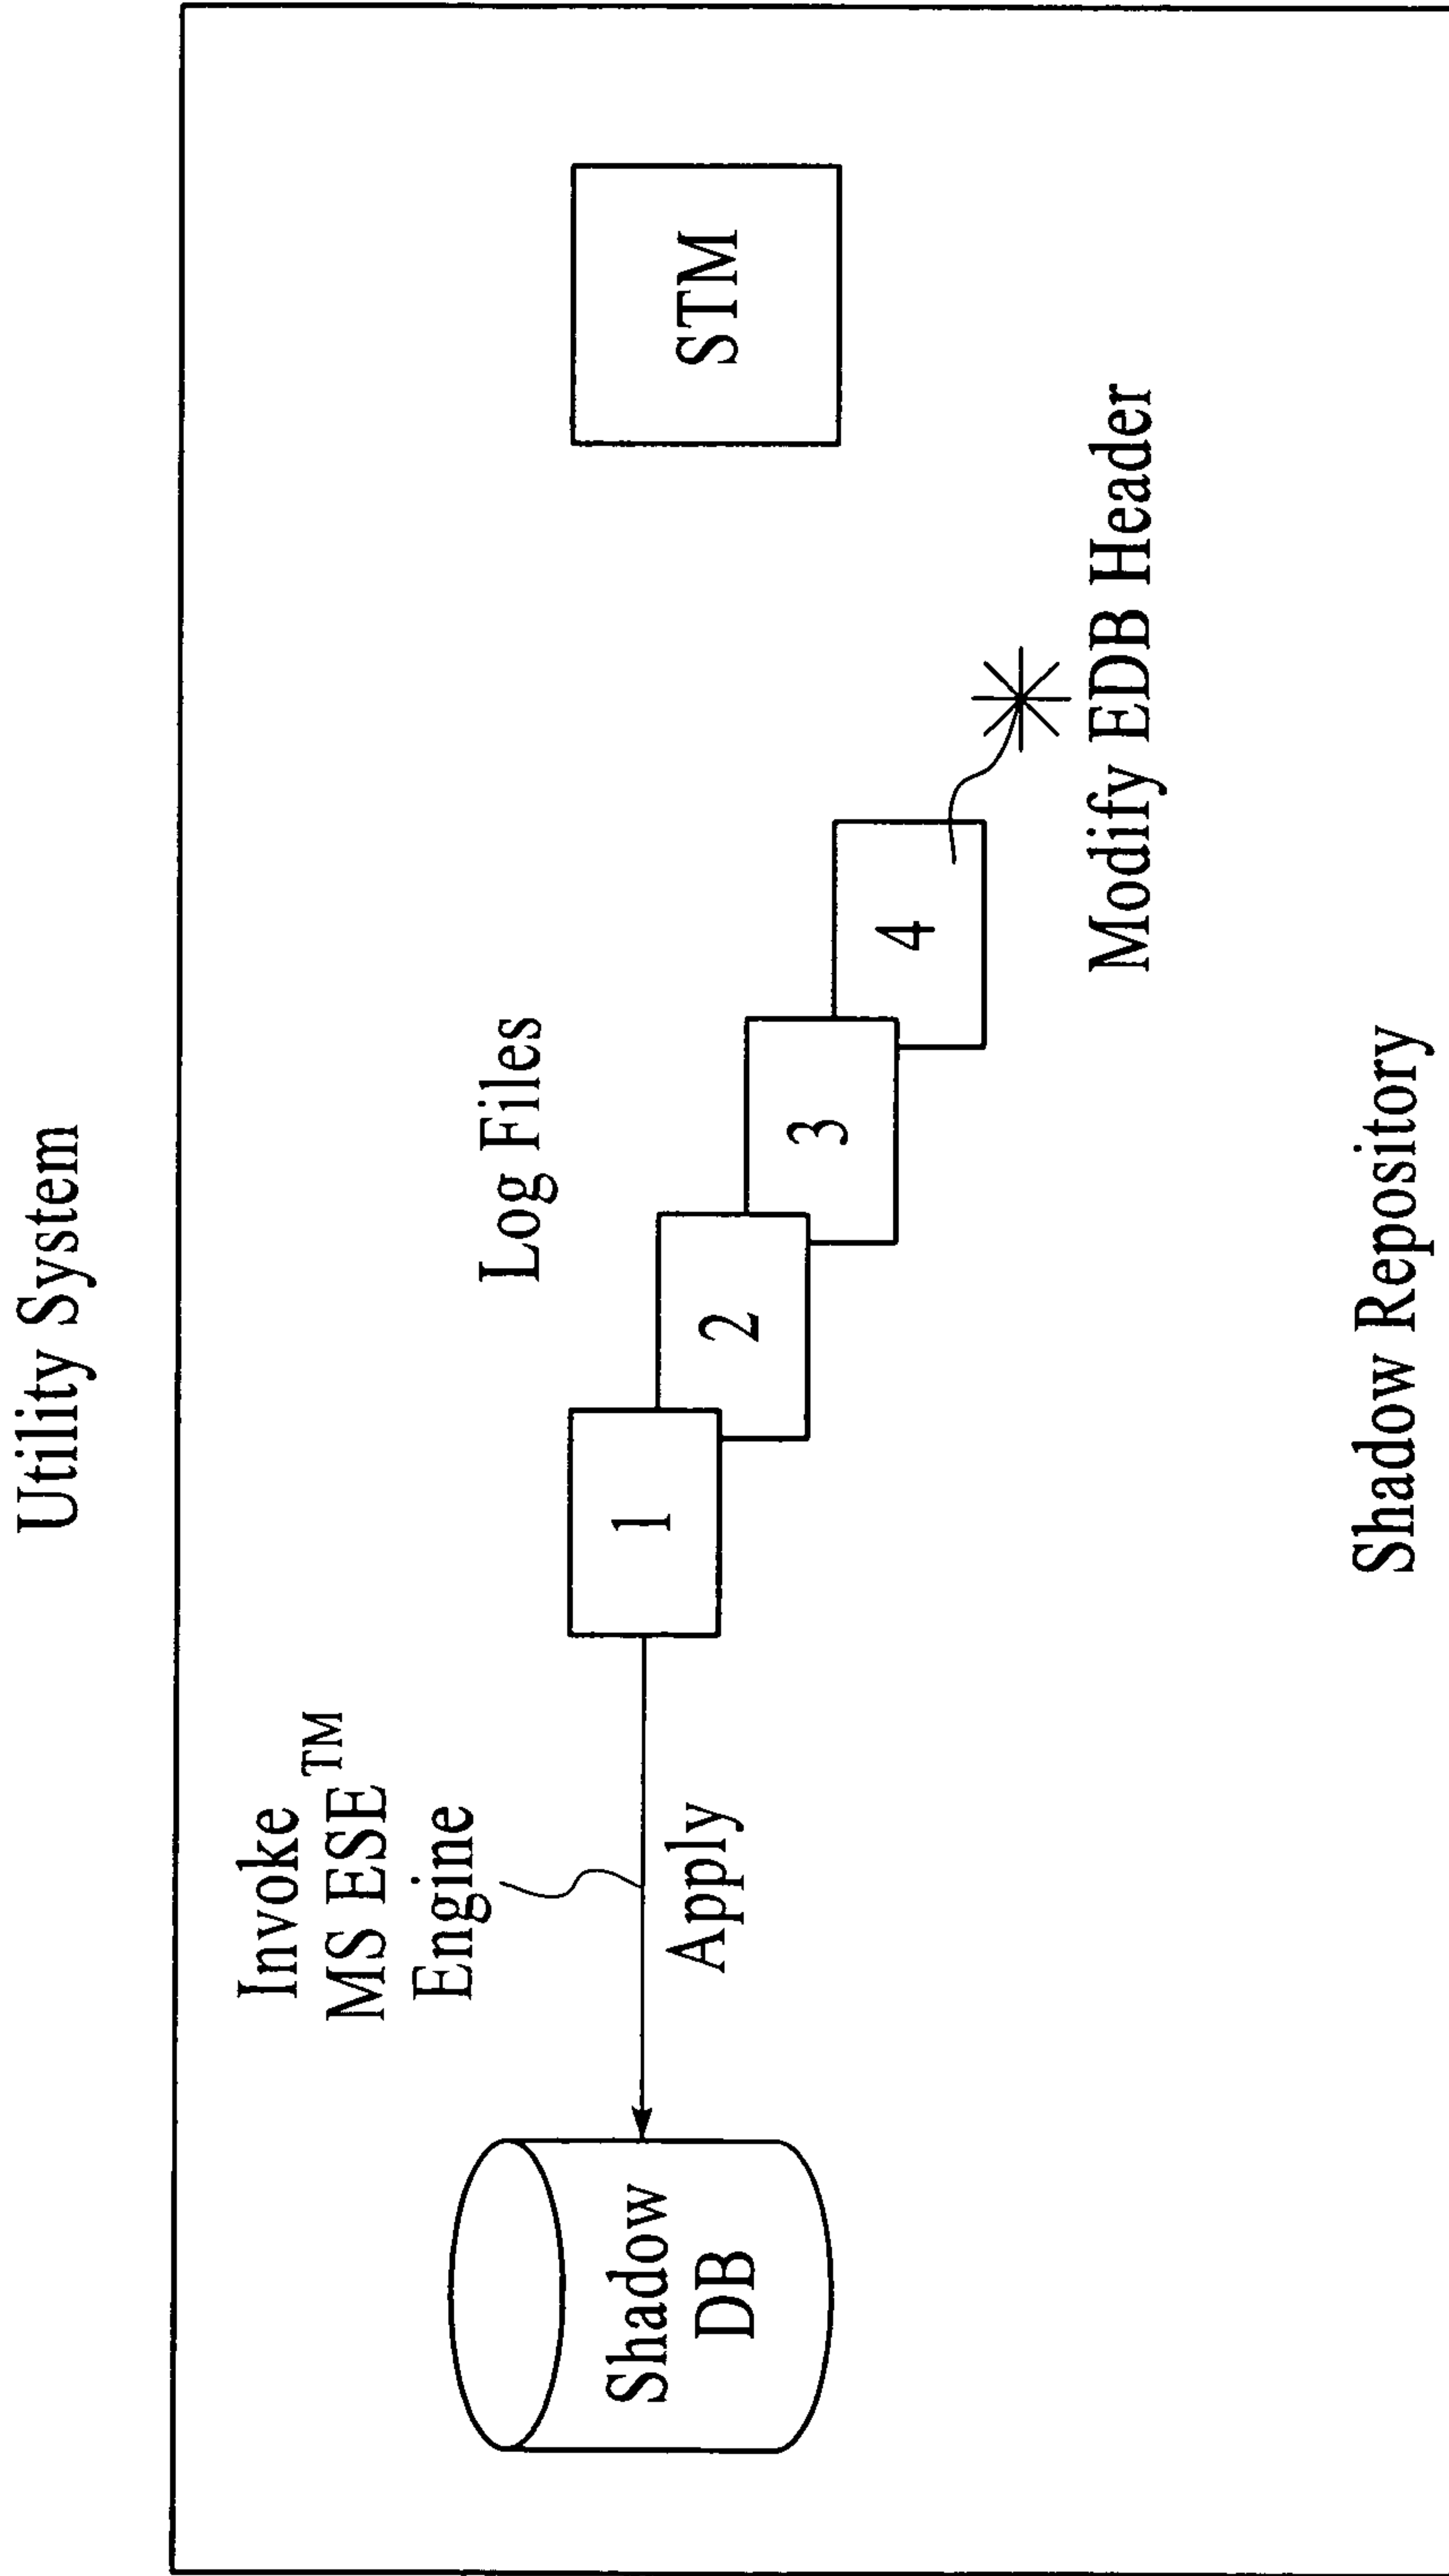 Utility System
Invoke
MS ESE™
Engine
Apply
Shadow
DB
Log Files
1
2
3
4
STM
Modify EDB Header
Shadow Repository